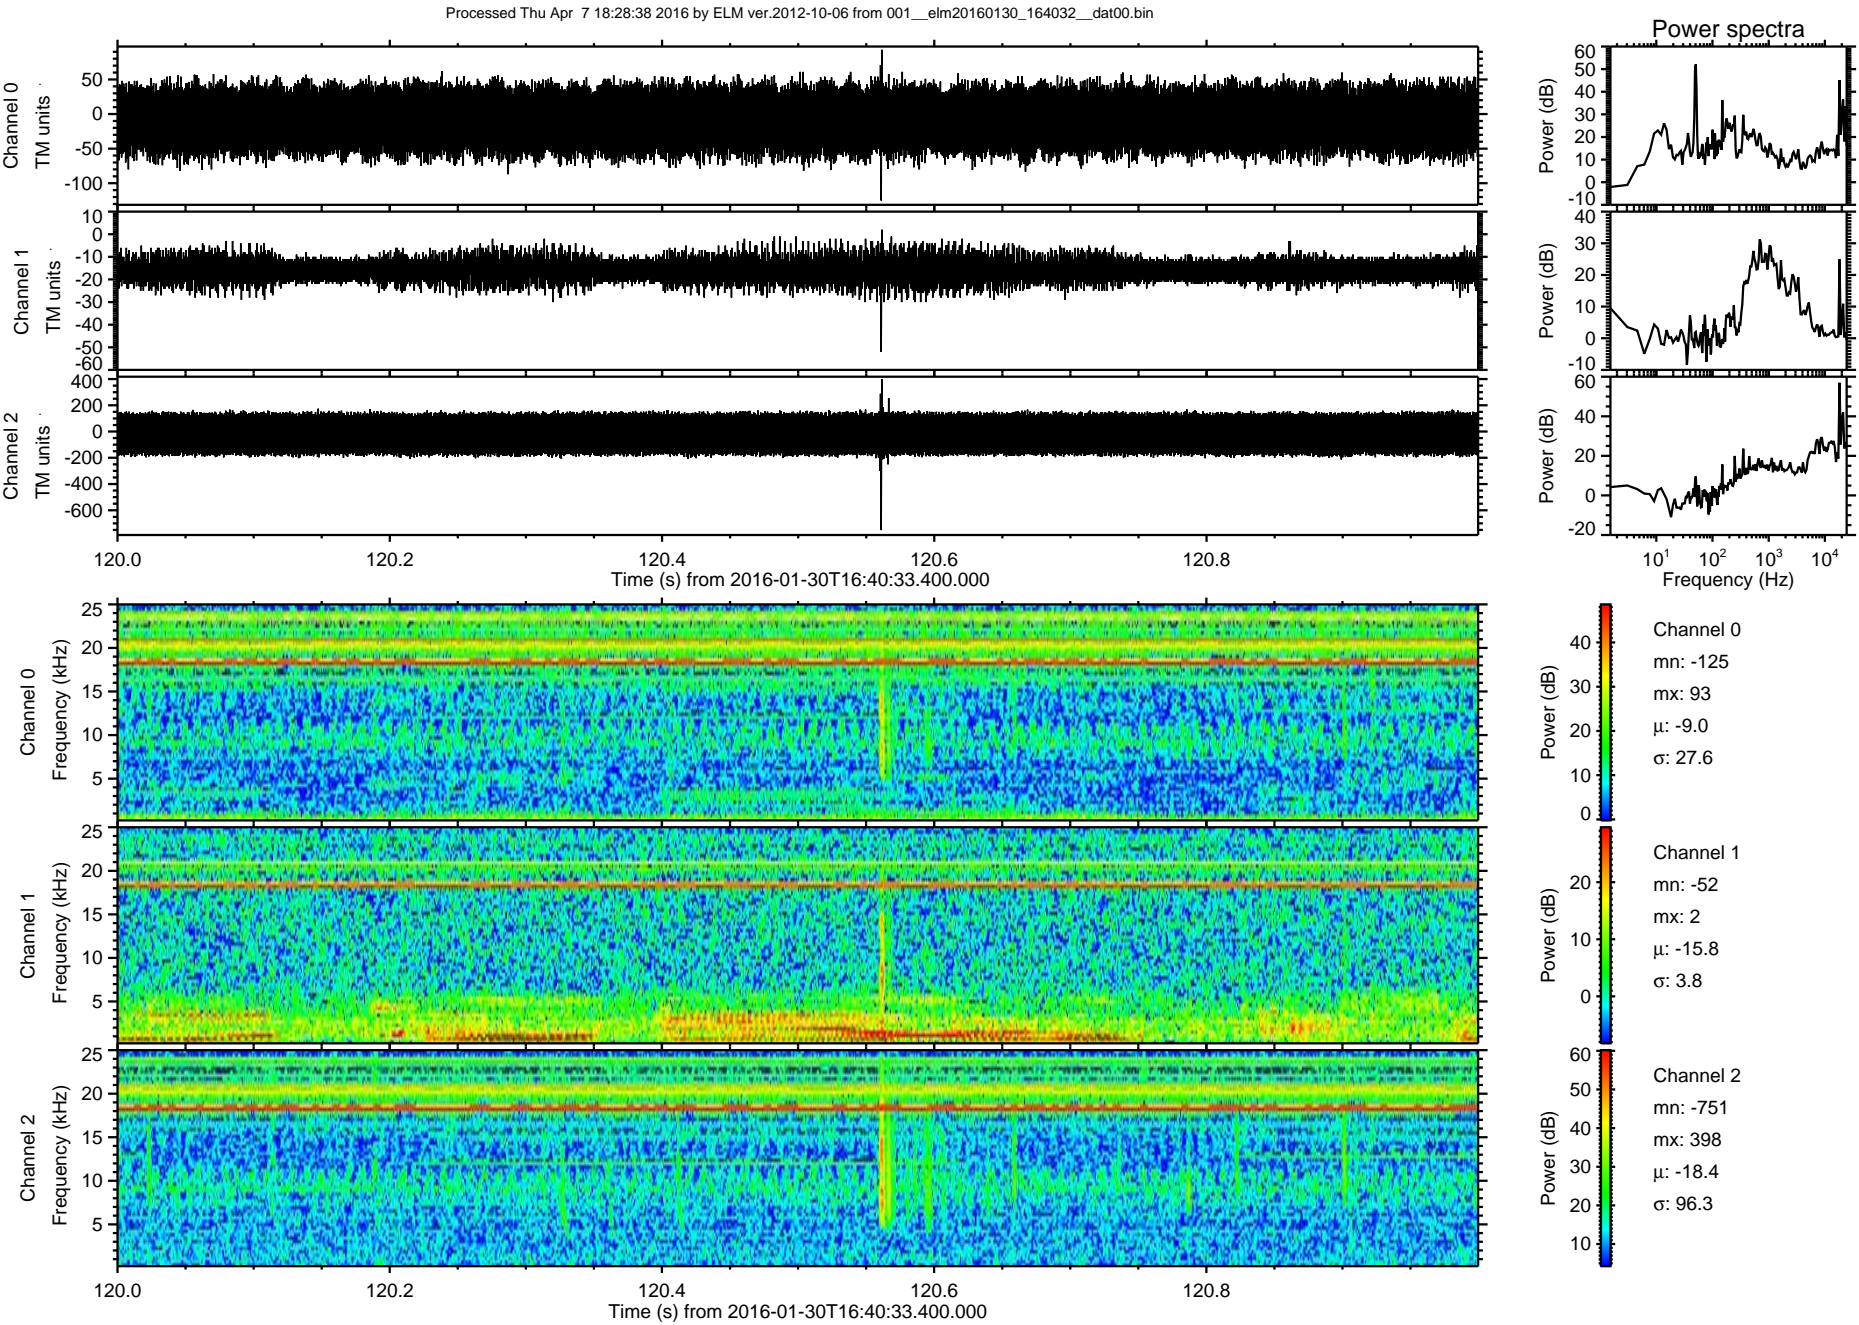 Processed Thu Apr  7 18:28:38 2016 by ELM ver.2012-10-06 from 001__elm20160130_164032__dat00.bin
Power spectra
Channel 0
TM units
50
0
-50
-100
Power (dB)
60
50
40
30
20
10
0
-10
Channel 1
TM units
10
0
-10
-20
-30
-40
-50
-60
Power (dB)
40
30
20
10
0
-10
Channel 2
TM units
400
200
0
-200
-400
-600
Power (dB)
60
40
20
0
-20
120.0 120.2 120.4 120.6 120.8
Time (s) from 2016-01-30T16:40:33.400.000
10¹ 10² 10³ 10⁴
Frequency (Hz)
Channel 0
Frequency (kHz)
25
20
15
10
5
Power (dB)
40
30
20
10
0
Channel 0
mn: -125
mx: 93
μ: -9.0
σ: 27.6
Channel 1
Frequency (kHz)
25
20
15
10
5
Power (dB)
20
10
0
Channel 1
mn: -52
mx: 2
μ: -15.8
σ: 3.8
Channel 2
Frequency (kHz)
25
20
15
10
5
Power (dB)
60
50
40
30
20
10
Channel 2
mn: -751
mx: 398
μ: -18.4
σ: 96.3
120.0 120.2 120.4 120.6 120.8
Time (s) from 2016-01-30T16:40:33.400.000